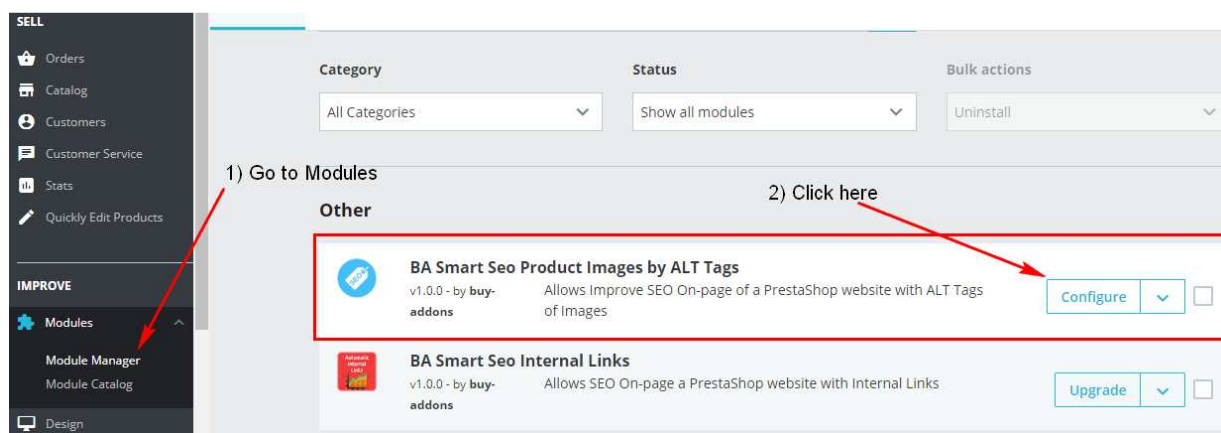 SELL
Orders
Catalog
Customers
Customer Service
Stats
Quickly Edit Products
IMPROVE
Modules
Module Manager
Module Catalog
Design
Category
Status
Bulk actions
All Categories
Show all modules
Uninstall
1) Go to Modules
2) Click here
Other
SEO
BA Smart Seo Product Images by ALT Tags
v1.0.0 - by buy-addons
Allows Improve SEO On-page of a PrestaShop website with ALT Tags
of Images
Configure
Automatic
Internal
Links
BA Smart Seo Internal Links
v1.0.0 - by buy-
addons
Allows SEO On-page a PrestaShop website with Internal Links
Upgrade